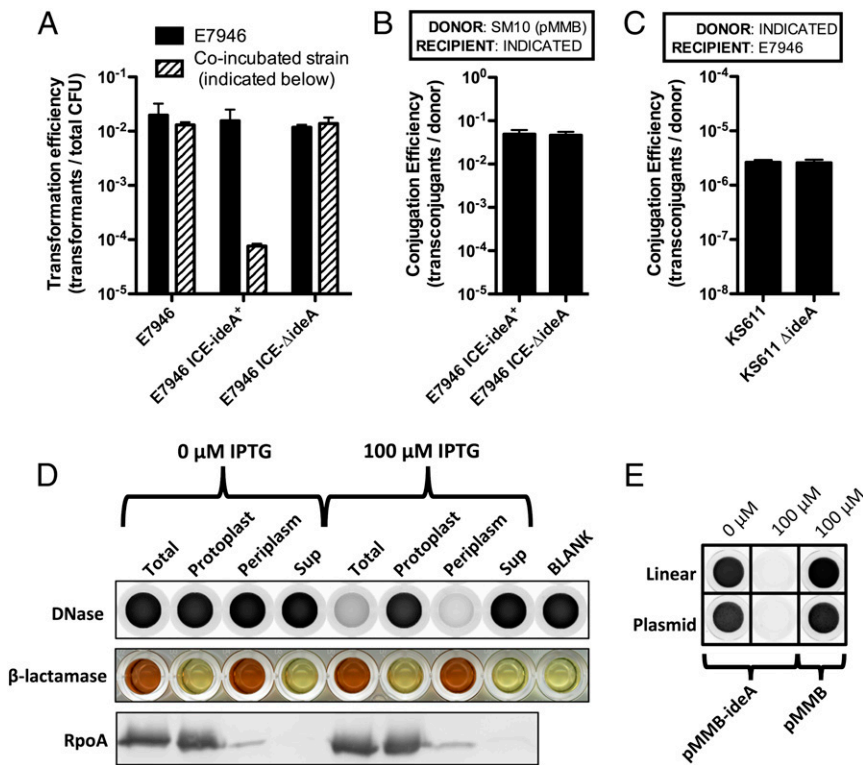 A
E7946
Co-incubated strain
(indicated below)
Transformation efficiency
(transformants / total CFU)
10-1
10-2
10-3
10-4
10-5
E7946
E7946 ICE-ideA+
E7946 ICE-ΔideA
B
DONOR: SM10 (pMMB)
RECIPIENT: INDICATED
Conjugation Efficiency
(transconjugants / donor)
100
10-1
10-2
10-3
10-4
10-5
E7946 ICE-ideA+
E7946 ICE-ΔideA
C
DONOR: INDICATED
RECIPIENT: E7946
Conjugation Efficiency
(transconjugants / donor)
10-4
10-5
10-6
10-7
10-8
KS611
KS611 ΔideA
D
0 μM IPTG
100 μM IPTG
Total
Protoplast
Periplasm
Sup
Total
Protoplast
Periplasm
Sup
BLANK
DNase
β-lactamase
RpoA
E
0 μM
100 μM
100 μM
Linear
Plasmid
pMMB-ideA
pMMB